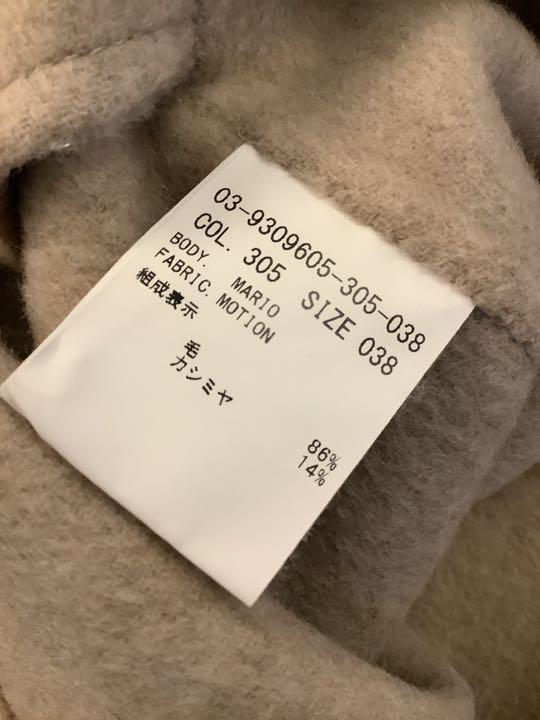 03-9309605-305-038
COL. 305 SIZE 038
BODY. MARIO
FABRIC. MOTION
組成表示
毛 86%
カシミヤ 14%